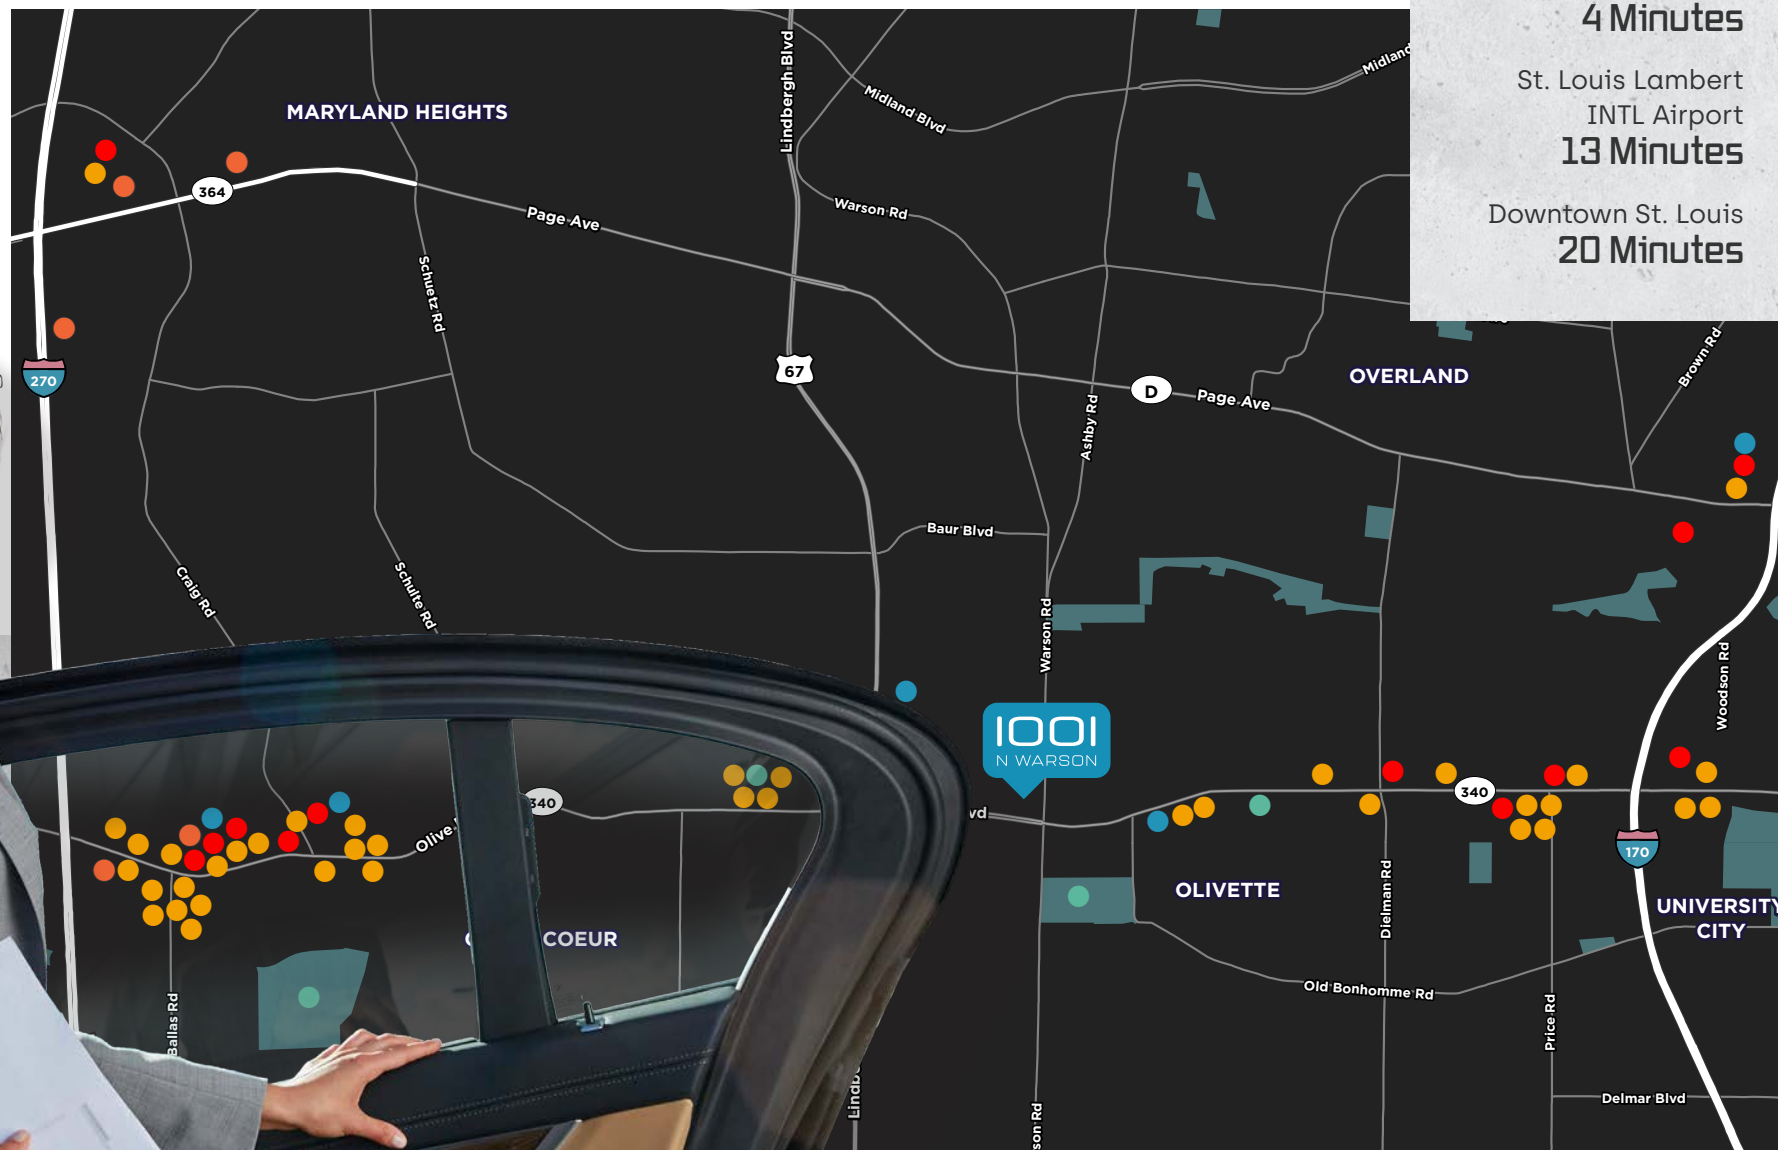 4 Minutes
St. Louis Lambert
INTL Airport
13 Minutes
Downtown St. Louis
20 Minutes
MARYLAND HEIGHTS
Lindbergh Blvd
Midland Blvd
Midland
364
Page Ave
Warson Rd
Schuetz Rd
270
67
D
Page Ave
OVERLAND
Brown Rd
Ashby Rd
Baur Blvd
Craig Rd
Schulte Rd
Warson Rd
Woodson Rd
1001
N WARSON
340
Olive
vd
340
170
COEUR
OLIVETTE
Dielman Rd
UNIVERSITY
CITY
Old Bonhomme Rd
Ballas Rd
Price Rd
Lindb
son Rd
Delmar Blvd